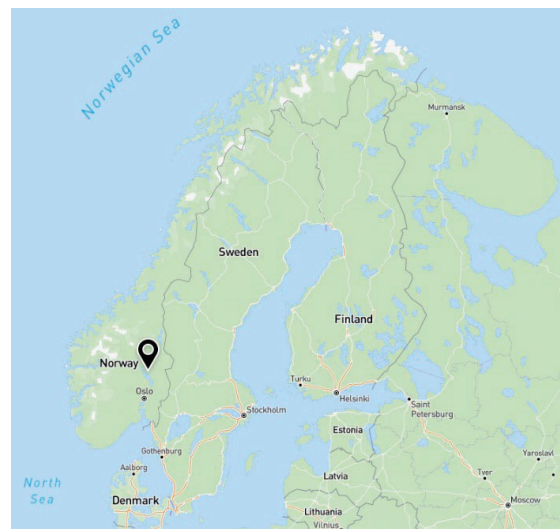 Norwegian Sea
Murmansk
Sweden
Finland
Norway
Oslo
Turku
Helsinki
Saint
Petersburg
Stockholm
Estonia
Gothenburg
Yaroslavl
Aalborg
Tver
North
Sea
Latvia
Denmark
Moscow
Lithuania
Vilnius